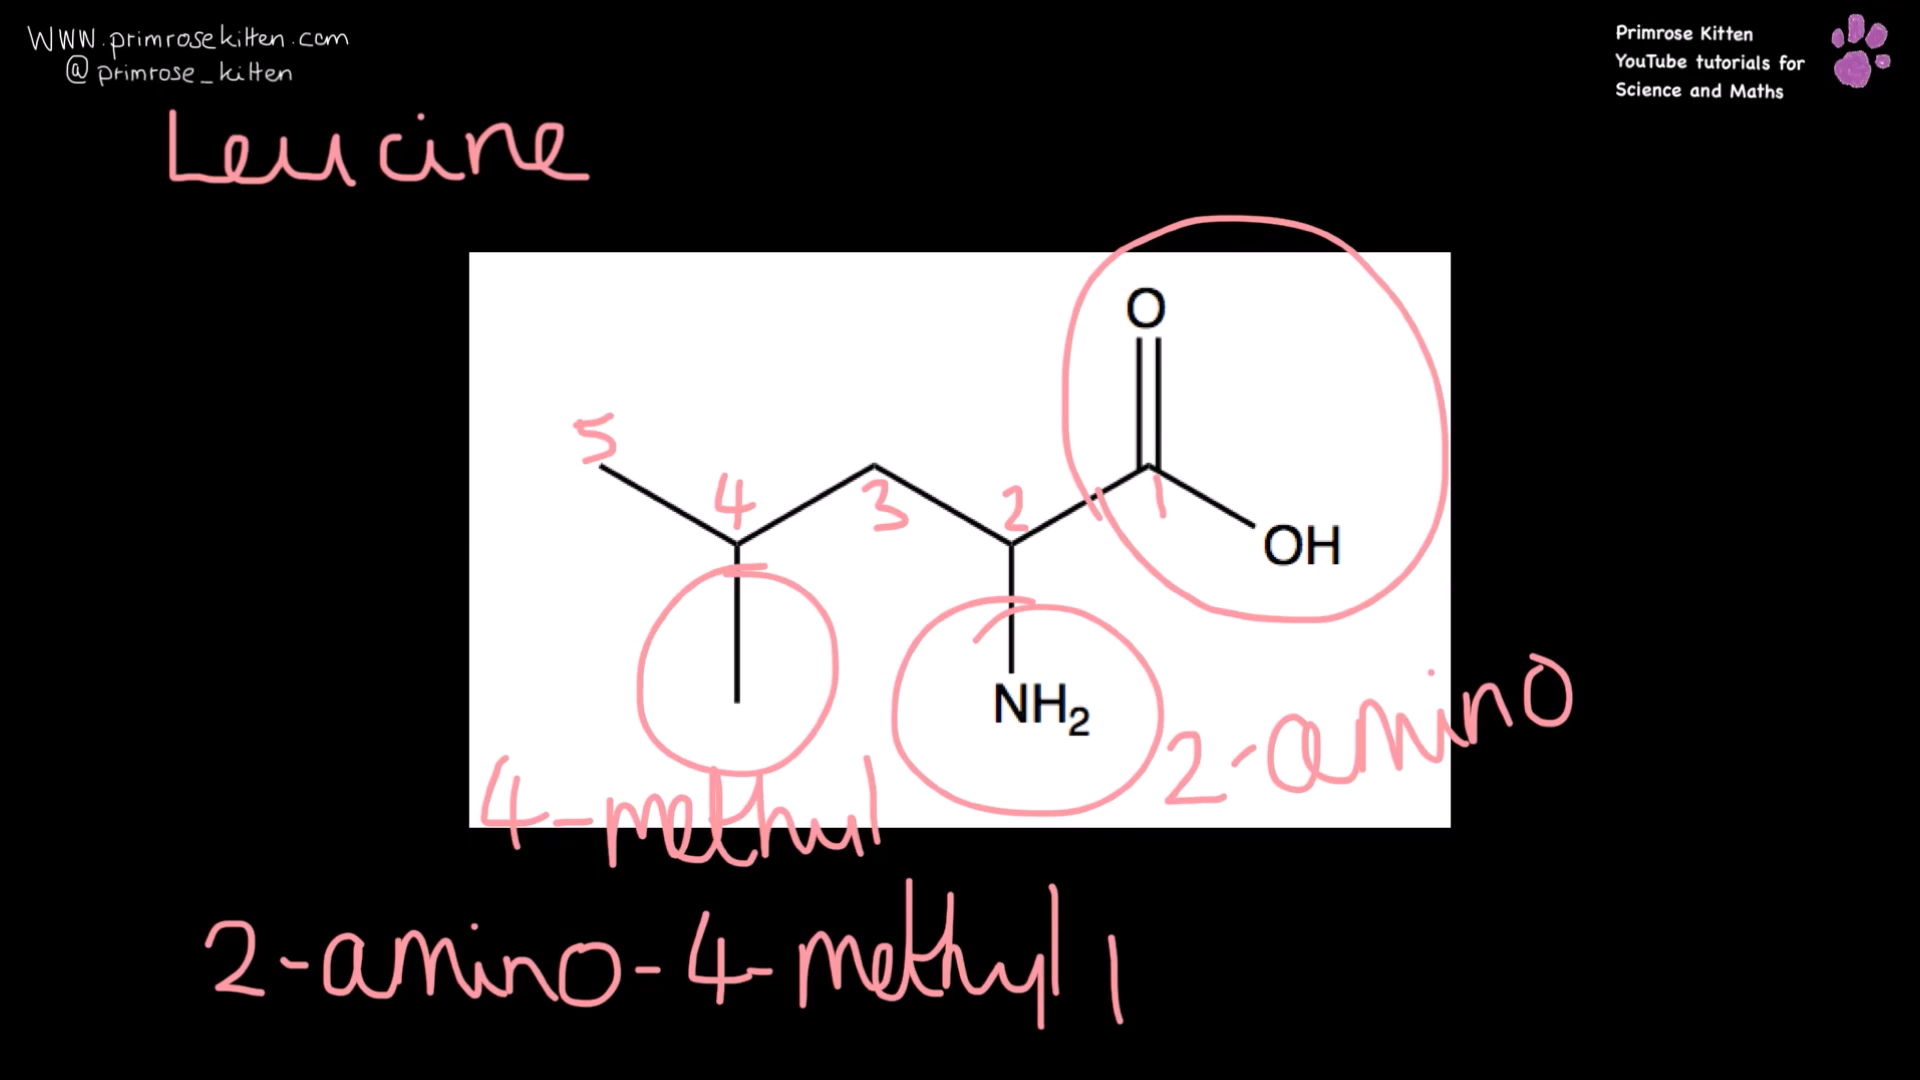 www.primrosekitten.com
@primrose_kitten
Primrose Kitten
YouTube tutorials for
Science and Maths
Leucine
O
5
4
3
2
1
OH
NH₂
2-amino
4-methyl
2-amino-4-methyl